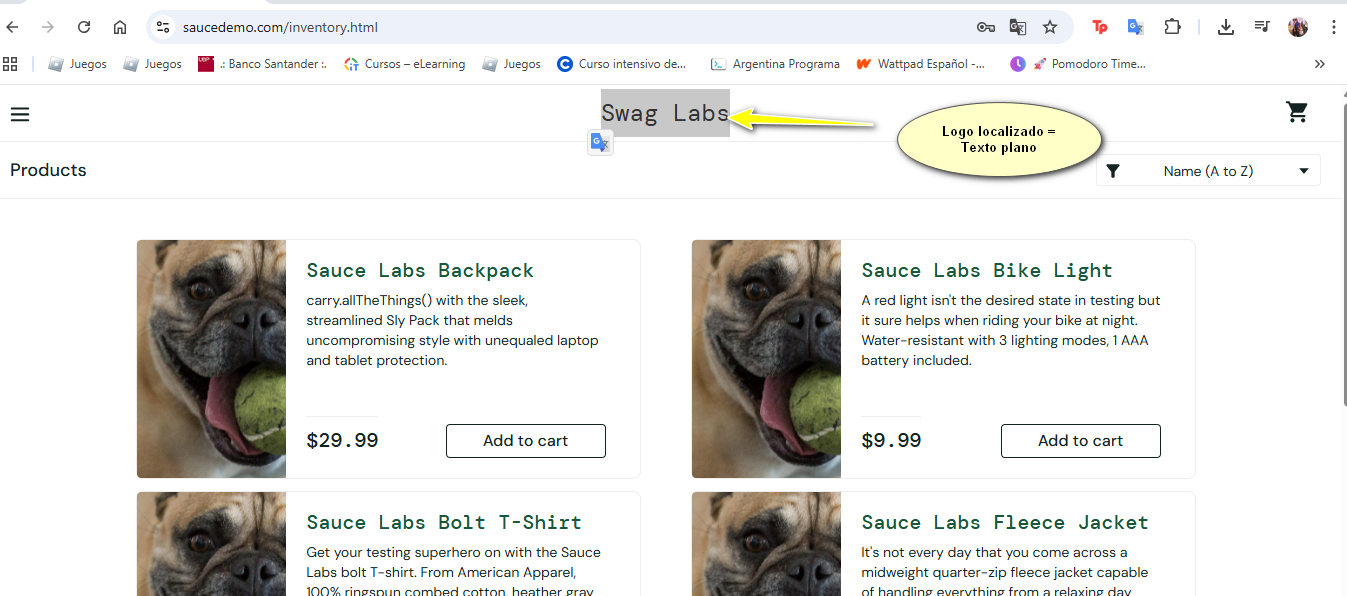 saucedemo.com/inventory.html
Juegos Juegos .: Banco Santander :. Cursos – eLearning Juegos Curso intensivo de... Argentina Programa Wattpad Español -... Pomodoro Time...
Swag Labs
Logo localizado =
Texto plano
Products
Name (A to Z)
Sauce Labs Backpack
carry.allTheThings() with the sleek,
streamlined Sly Pack that melds
uncompromising style with unequaled laptop
and tablet protection.
$29.99
Add to cart
Sauce Labs Bike Light
A red light isn't the desired state in testing but
it sure helps when riding your bike at night.
Water-resistant with 3 lighting modes, 1 AAA
battery included.
$9.99
Add to cart
Sauce Labs Bolt T-Shirt
Get your testing superhero on with the Sauce
Labs bolt T-shirt. From American Apparel,
100% ringspun combed cotton, heather gray
Sauce Labs Fleece Jacket
It's not every day that you come across a
midweight quarter-zip fleece jacket capable
of handling everything from a relaxing day